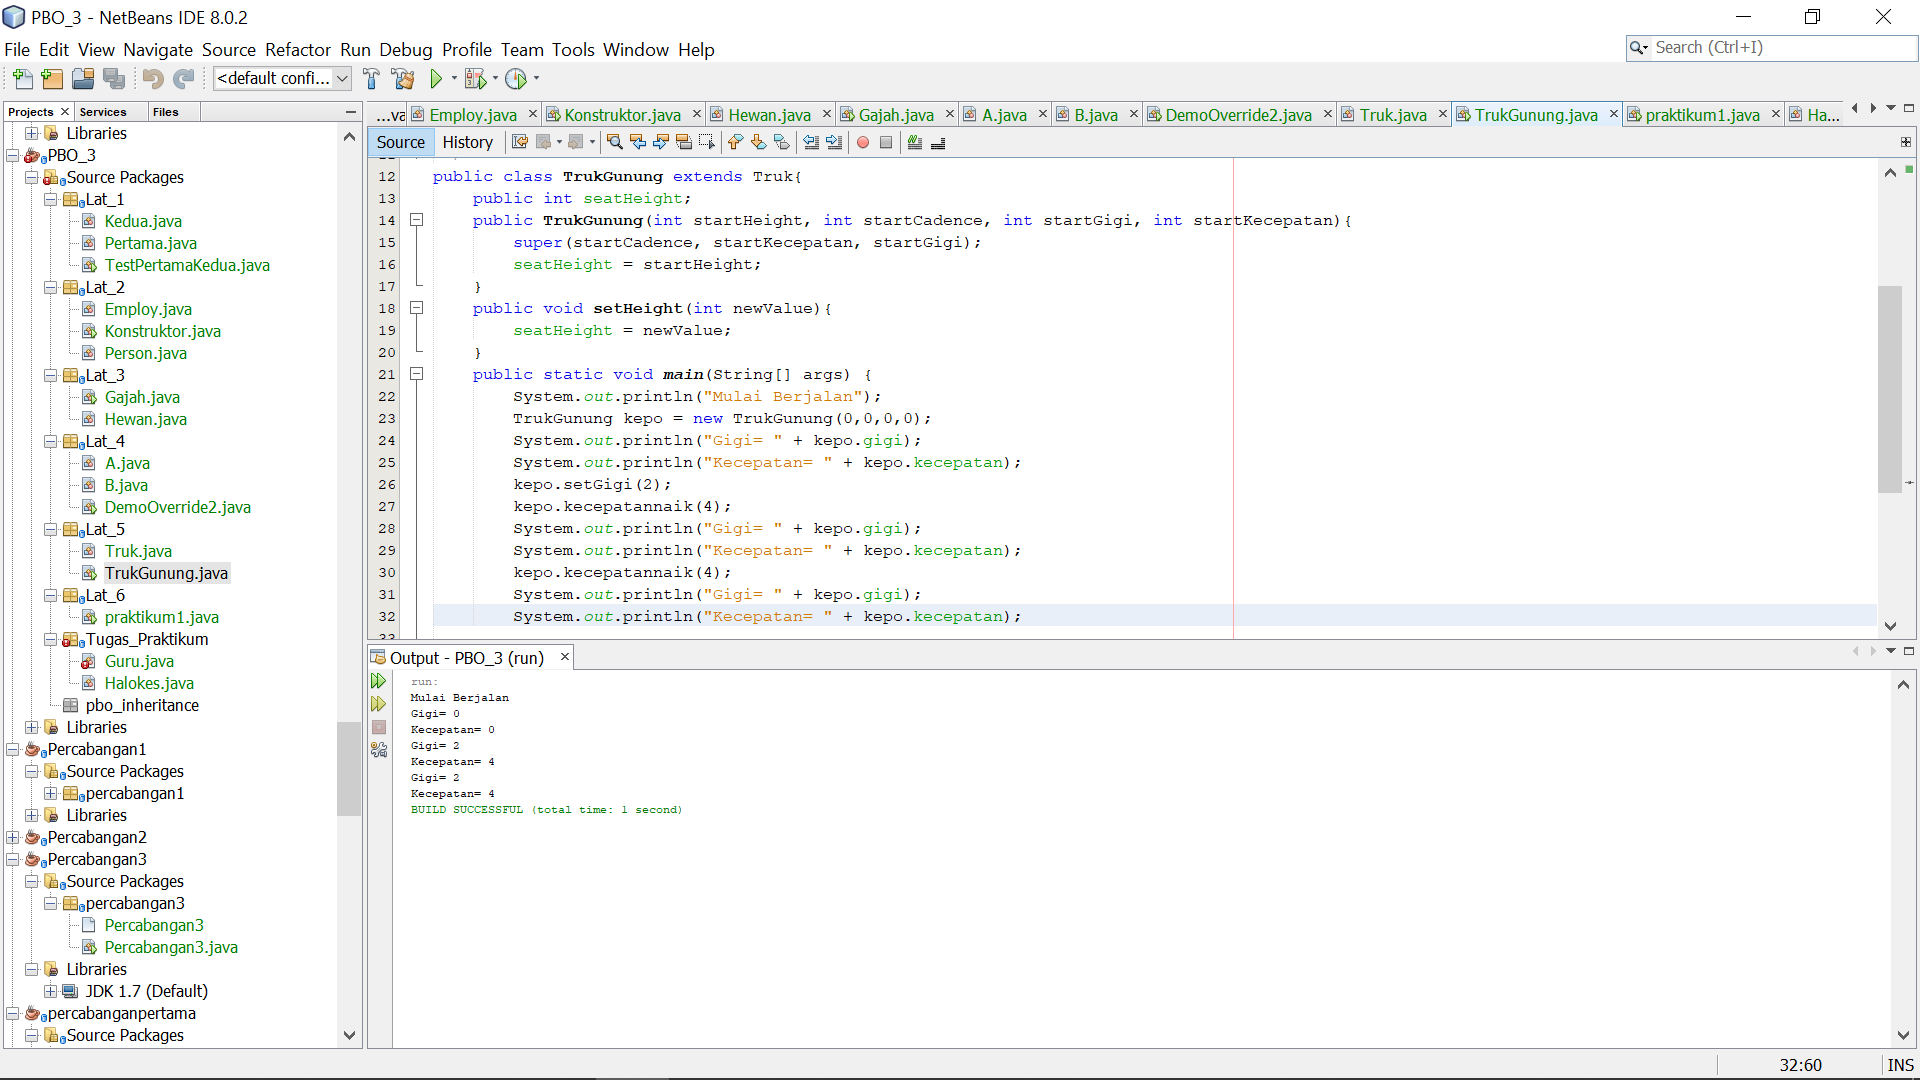 PBO_3 - NetBeans IDE 8.0.2
File Edit View Navigate Source Refactor Run Debug Profile Team Tools Window Help
Search (Ctrl+I)
<default confi...
Projects Services Files
Libraries
PBO_3
Source Packages
Lat_1
Kedua.java
Pertama.java
TestPertamaKedua.java
Lat_2
Employ.java
Konstruktor.java
Person.java
Lat_3
Gajah.java
Hewan.java
Lat_4
A.java
B.java
DemoOverride2.java
Lat_5
Truk.java
TrukGunung.java
Lat_6
praktikum1.java
Tugas_Praktikum
Guru.java
Halokes.java
pbo_inheritance
Libraries
Percabangan1
Source Packages
percabangan1
Libraries
Percabangan2
Percabangan3
Source Packages
percabangan3
Percabangan3
Percabangan3.java
Libraries
JDK 1.7 (Default)
percabanganpertama
Source Packages
...va Employ.java Konstruktor.java Hewan.java Gajah.java A.java B.java DemoOverride2.java Truk.java TrukGunung.java praktikum1.java Ha...
Source History
12 public class TrukGunung extends Truk{
13 public int seatHeight;
14 public TrukGunung(int startHeight, int startCadence, int startGigi, int startKecepatan){
15 super(startCadence, startKecepatan, startGigi);
16 seatHeight = startHeight;
17 }
18 public void setHeight(int newValue){
19 seatHeight = newValue;
20 }
21 public static void main(String[] args) {
22 System.out.println("Mulai Berjalan");
23 TrukGunung kepo = new TrukGunung(0,0,0,0);
24 System.out.println("Gigi= " + kepo.gigi);
25 System.out.println("Kecepatan= " + kepo.kecepatan);
26 kepo.setGigi(2);
27 kepo.kecepatannaik(4);
28 System.out.println("Gigi= " + kepo.gigi);
29 System.out.println("Kecepatan= " + kepo.kecepatan);
30 kepo.kecepatannaik(4);
31 System.out.println("Gigi= " + kepo.gigi);
32 System.out.println("Kecepatan= " + kepo.kecepatan);
33
Output - PBO_3 (run)
run:
Mulai Berjalan
Gigi= 0
Kecepatan= 0
Gigi= 2
Kecepatan= 4
Gigi= 2
Kecepatan= 4
BUILD SUCCESSFUL (total time: 1 second)
32:60 INS